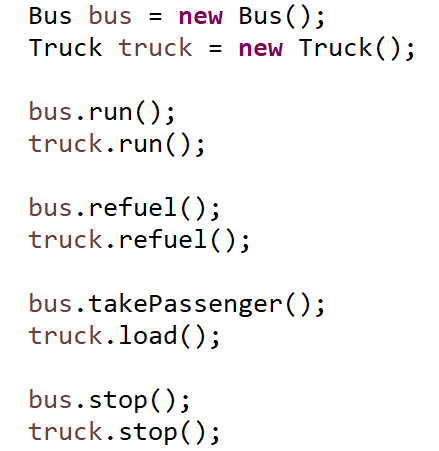 Bus bus = new Bus();
Truck truck = new Truck();
bus.run();
truck.run();
bus.refuel();
truck.refuel();
bus.takePassenger();
truck.load();
bus.stop();
truck.stop();